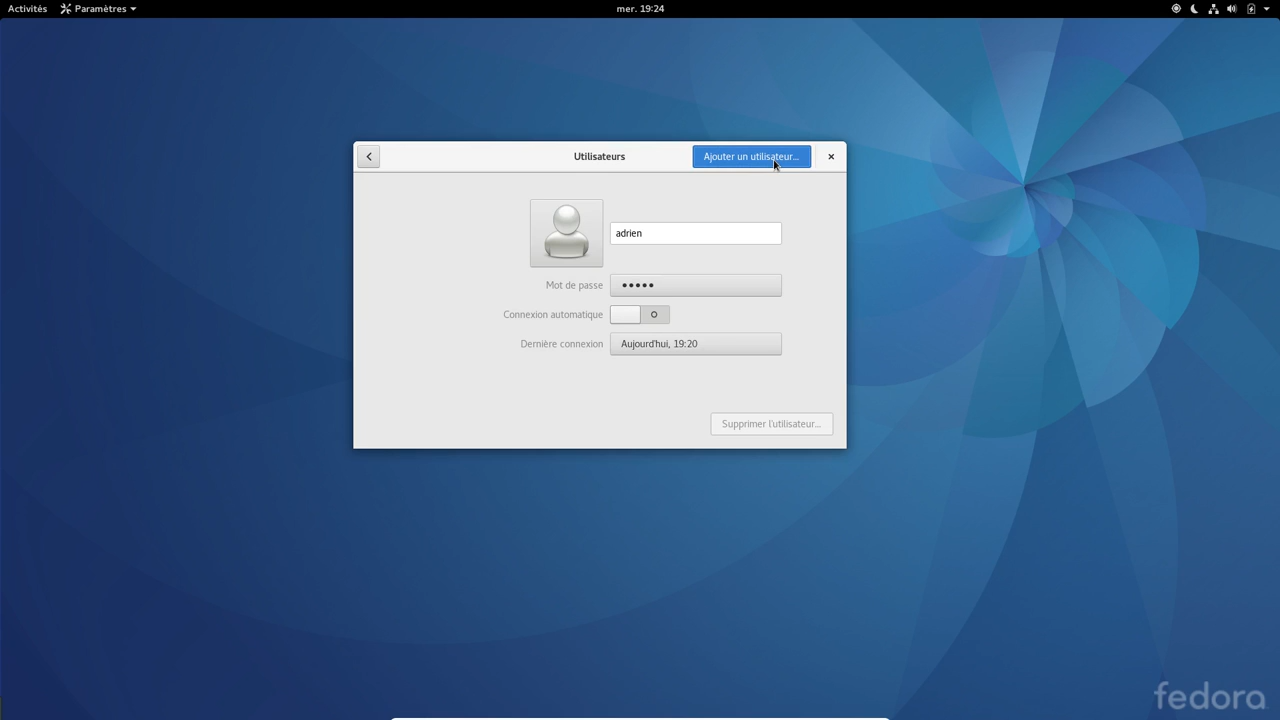 Activités Paramètres mer. 19:24
Utilisateurs Ajouter un utilisateur...
adrien
Mot de passe
Connexion automatique
Dernière connexion Aujourd'hui, 19:20
Supprimer l'utilisateur...
fedora